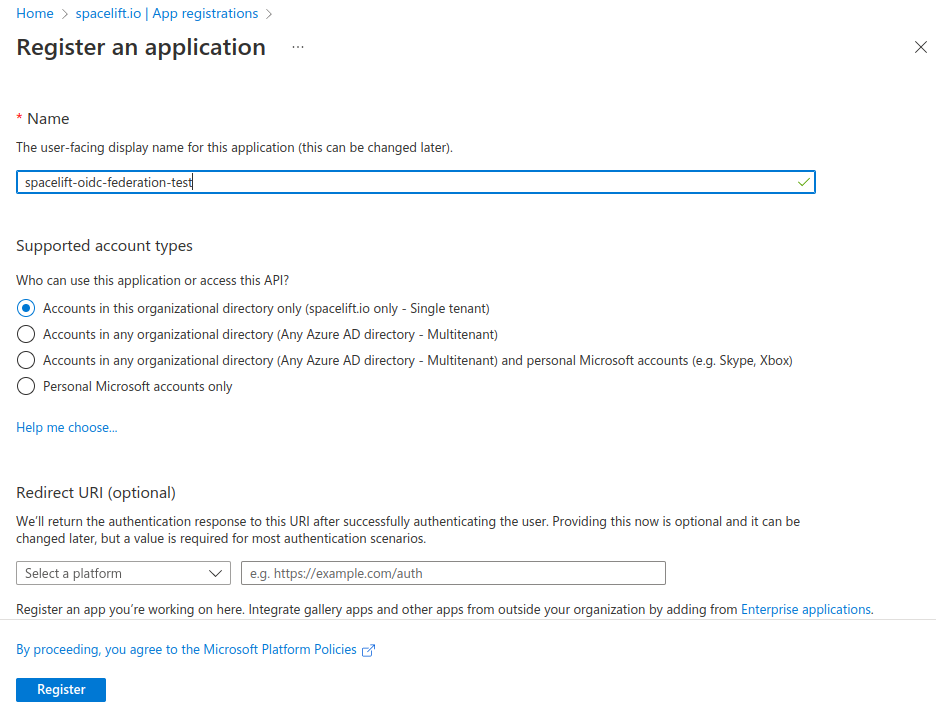 Home > spacelift.io | App registrations >
Register an application ...
* Name
The user-facing display name for this application (this can be changed later).
spacelift-oidc-federation-test
Supported account types
Who can use this application or access this API?
Accounts in this organizational directory only (spacelift.io only - Single tenant)
Accounts in any organizational directory (Any Azure AD directory - Multitenant)
Accounts in any organizational directory (Any Azure AD directory - Multitenant) and personal Microsoft accounts (e.g. Skype, Xbox)
Personal Microsoft accounts only
Help me choose...
Redirect URI (optional)
We'll return the authentication response to this URI after successfully authenticating the user. Providing this now is optional and it can be
changed later, but a value is required for most authentication scenarios.
Select a platform e.g. https://example.com/auth
Register an app you're working on here. Integrate gallery apps and other apps from outside your organization by adding from Enterprise applications.
By proceeding, you agree to the Microsoft Platform Policies
Register